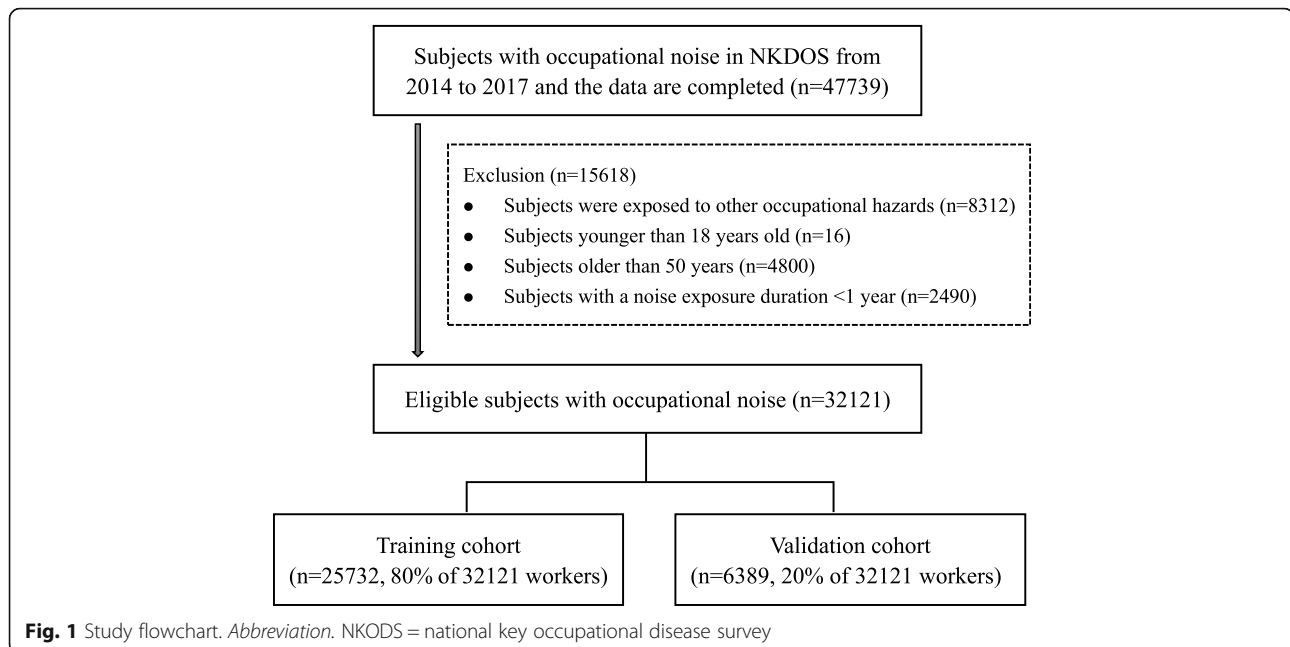 Subjects with occupational noise in NKDOS from
2014 to 2017 and the data are completed (n=47739)
Exclusion (n=15618)
● Subjects were exposed to other occupational hazards (n=8312)
● Subjects younger than 18 years old (n=16)
● Subjects older than 50 years (n=4800)
● Subjects with a noise exposure duration <1 year (n=2490)
Eligible subjects with occupational noise (n=32121)
Training cohort
(n=25732, 80% of 32121 workers)
Validation cohort
(n=6389, 20% of 32121 workers)
Fig. 1 Study flowchart. Abbreviation. NKODS = national key occupational disease survey